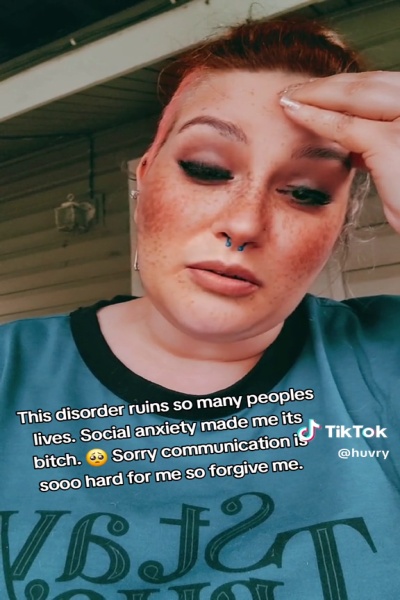 This disorder ruins so many peoples
lives. Social anxiety made me its
bitch. 🥺 Sorry communication is
sooo hard for me so forgive me.
TikTok
@huvry